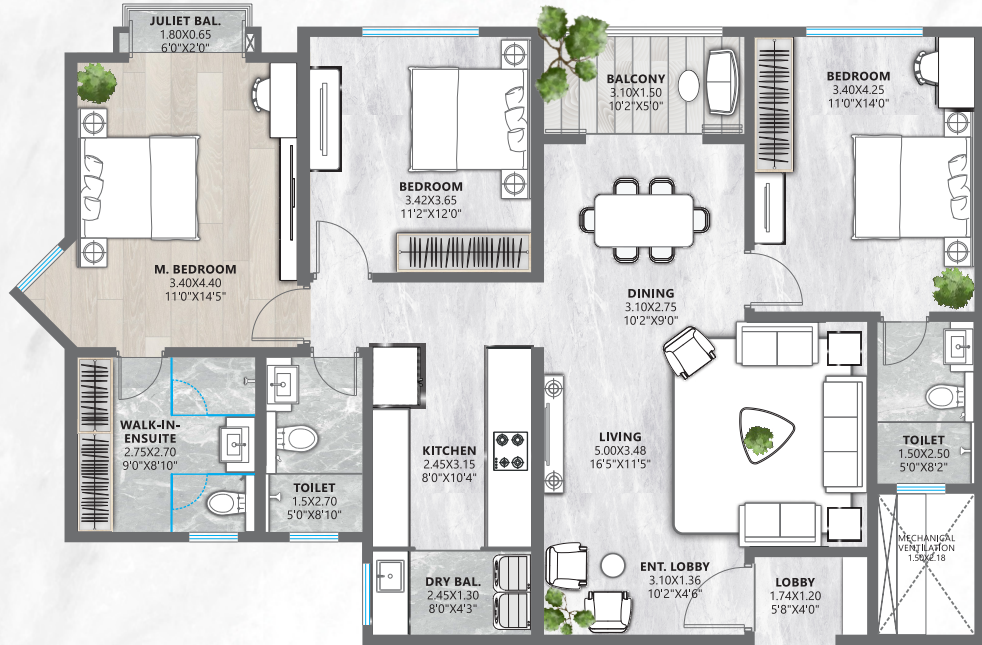 JULIET BAL.
1.80X0.65
6'0"X2'0"
BALCONY
3.10X1.50
10'2"X5'0"
BEDROOM
3.40X4.25
11'0"X14'0"
BEDROOM
3.42X3.65
11'2"X12'0"
M. BEDROOM
3.40X4.40
11'0"X14'5"
DINING
3.10X2.75
10'2"X9'0"
WALK-IN-
ENSUITE
2.75X2.70
9'0"X8'10"
TOILET
1.5X2.70
5'0"X8'10"
KITCHEN
2.45X3.15
8'0"X10'4"
LIVING
5.00X3.48
16'5"X11'5"
TOILET
1.50X2.50
5'0"X8'2"
MECHANICAL
VENTILATION
1.50X2.18
DRY BAL.
2.45X1.30
8'0"X4'3"
ENT. LOBBY
3.10X1.36
10'2"X4'6"
LOBBY
1.74X1.20
5'8"X4'0"